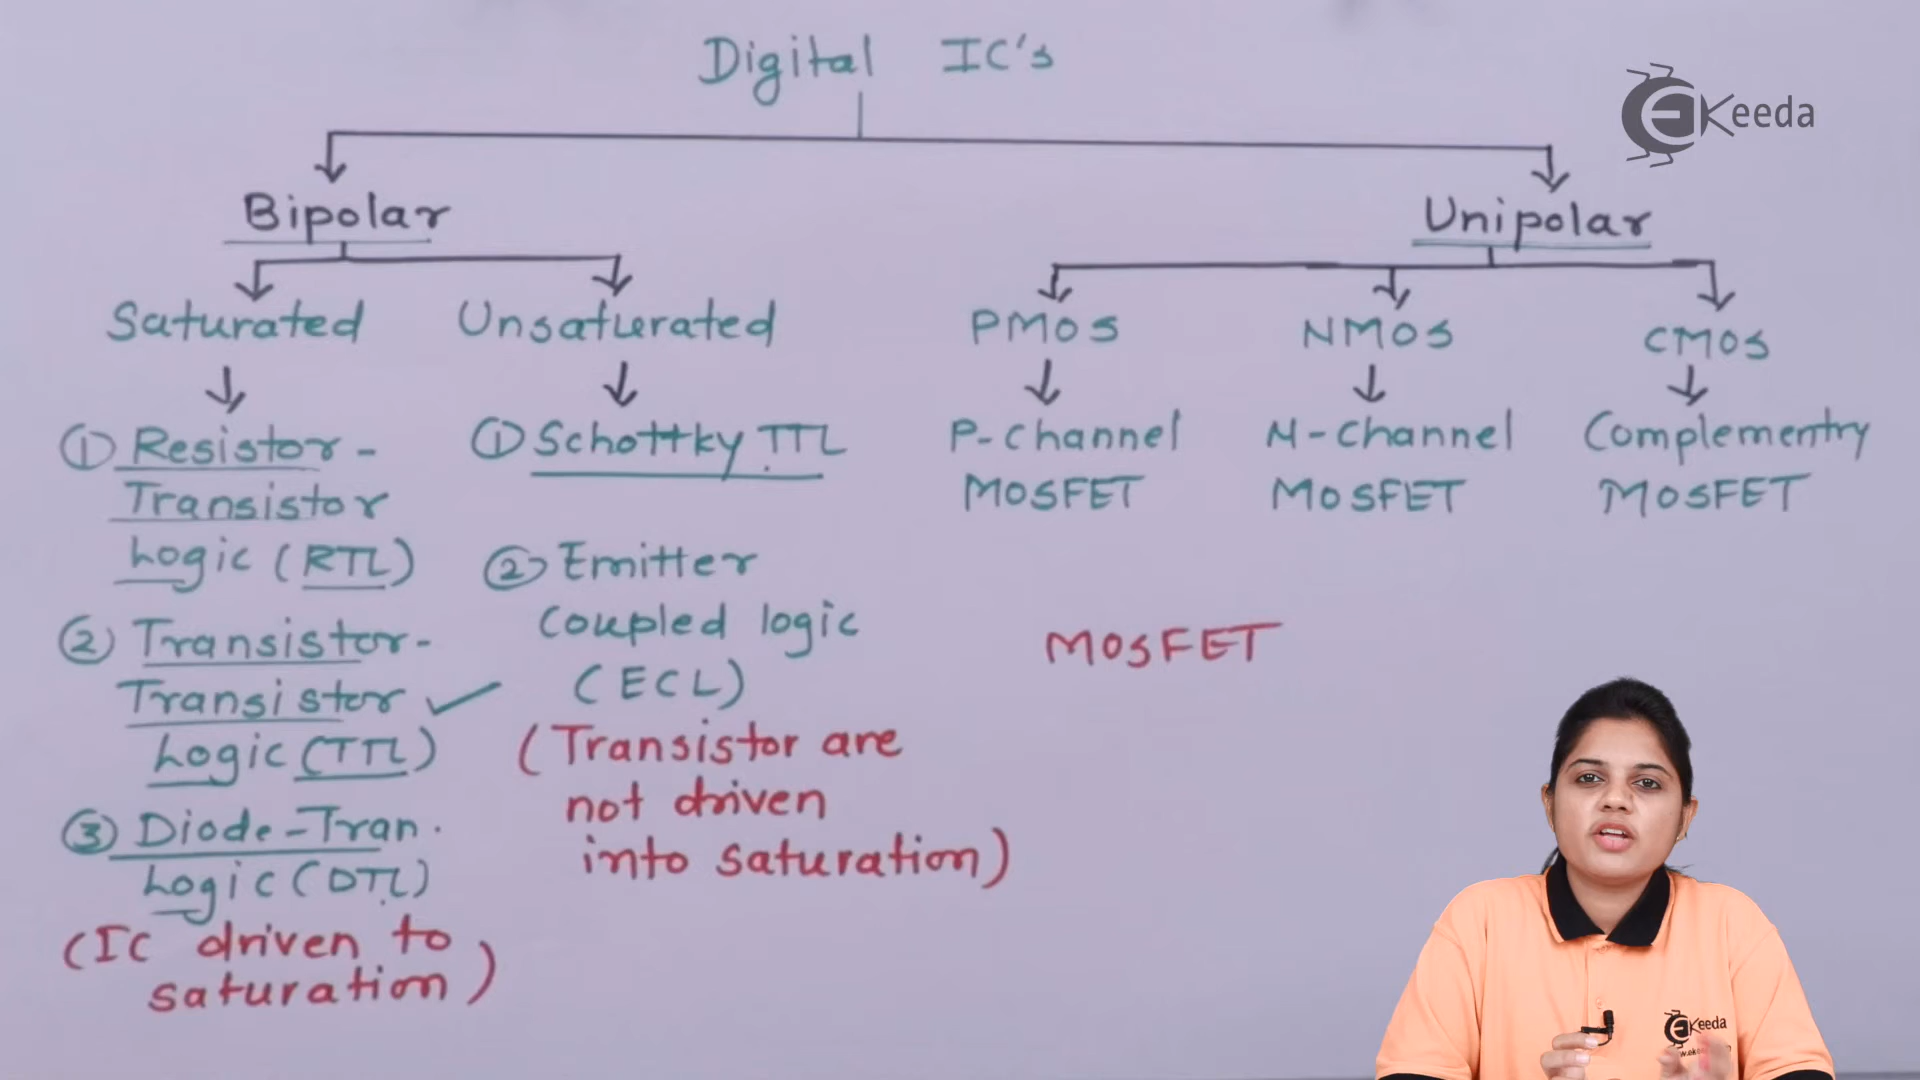 Digital IC's
EKeeda
Bipolar
Unipolar
Saturated
Unsaturated
PMOS
NMOS
CMOS
① Resistor-
Transistor
Logic (RTL)
② Transistor-
Transistor ✓
Logic (TTL)
③ Diode-Tran.
Logic (DTL)
(IC driven to
saturation)
① Schottky TTL
② Emitter
Coupled logic
(ECL)
(Transistor are
not driven
into saturation)
P-Channel
MOSFET
N-Channel
MOSFET
Complementry
MOSFET
MOSFET
EKeeda